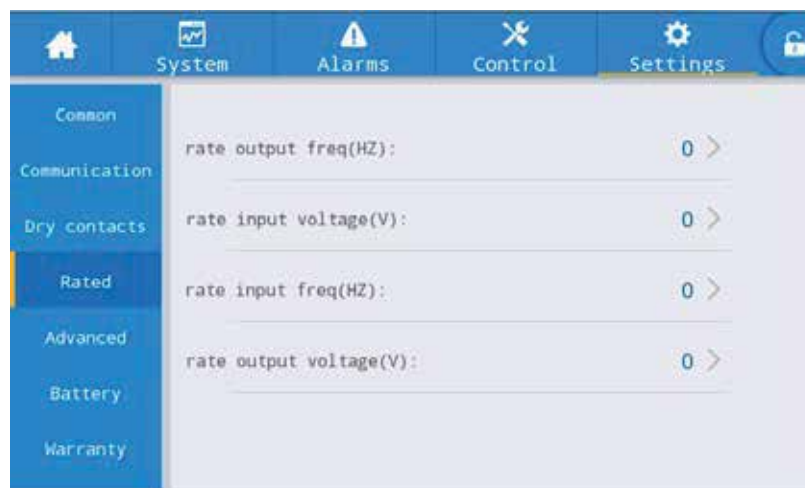 System Alarms Control Settings
Common
rate output freq(HZ): 0 >
Communication
rate input voltage(V): 0 >
Dry contacts
Rated
rate input freq(HZ): 0 >
Advanced
rate output voltage(V): 0 >
Battery
Warranty